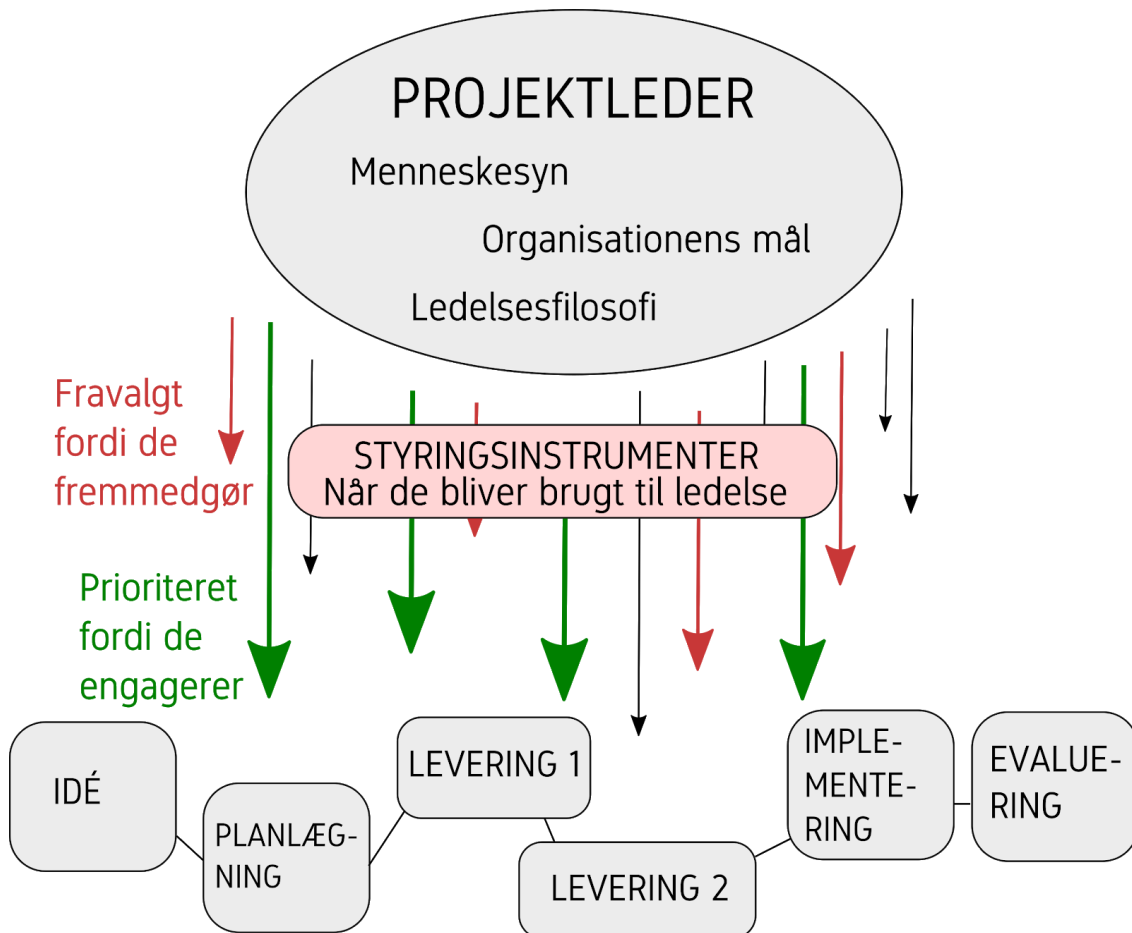 PROJEKTLEDER
Menneskesyn
Organisationens mål
Ledelsesfilosofi
Fravalgt
fordi de
fremmedgør
STYRINGSINSTRUMENTER
Når de bliver brugt til ledelse
Prioriteret
fordi de
engagerer
IDÉ
PLANLÆG-
NING
LEVERING 1
LEVERING 2
IMPLE-
MENTE-
RING
EVALUE-
RING